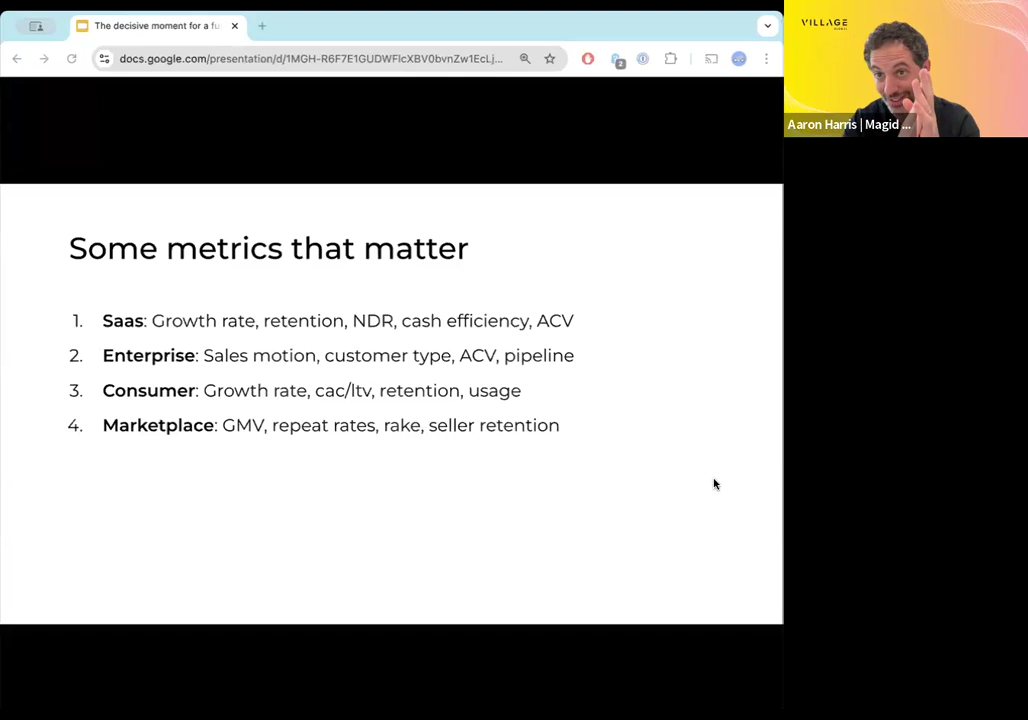 The decisive moment for a fu
docs.google.com/presentation/d/1MGH-R6F7E1GUDWFlcXBV0bvnZw1EcLj...
2
VILLAGE
Aaron Harris | Magid ...
Some metrics that matter
1. Saas: Growth rate, retention, NDR, cash efficiency, ACV
2. Enterprise: Sales motion, customer type, ACV, pipeline
3. Consumer: Growth rate, cac/ltv, retention, usage
4. Marketplace: GMV, repeat rates, rake, seller retention